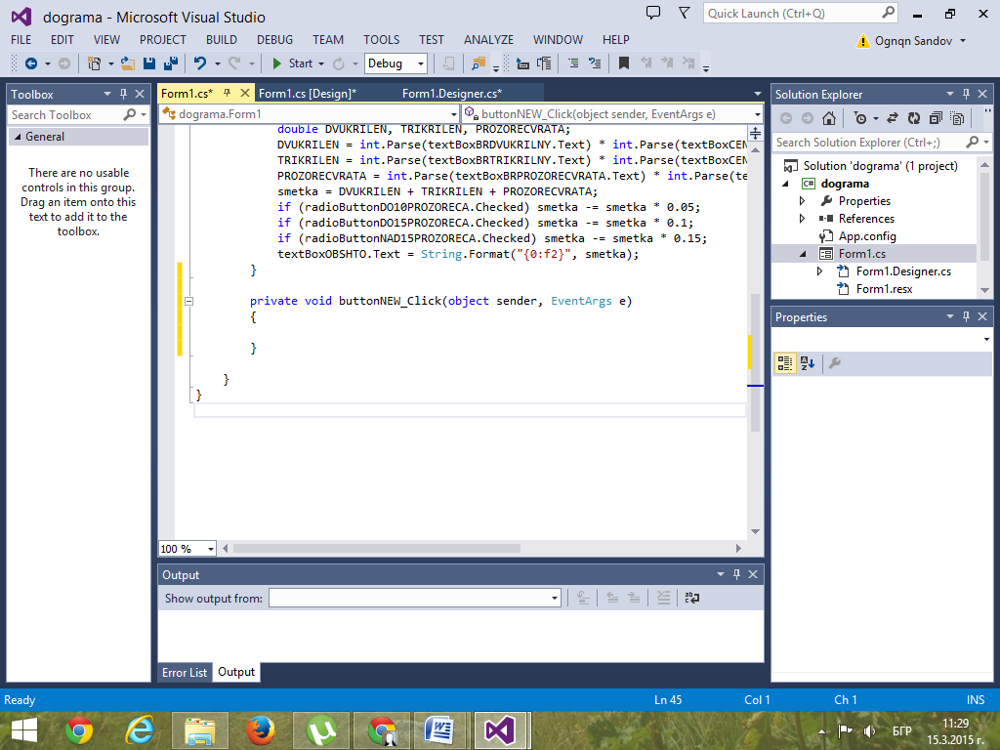 dograma - Microsoft Visual Studio
Quick Launch (Ctrl+Q)
FILE EDIT VIEW PROJECT BUILD DEBUG TEAM TOOLS TEST ANALYZE WINDOW HELP
Ognqn Sandov
Start Debug
Toolbox
Search Toolbox
General
There are no usable
controls in this group.
Drag an item onto this
text to add it to the
toolbox.
Form1.cs* Form1.cs [Design]* Form1.Designer.cs*
dograma.Form1 buttonNEW_Click(object sender, EventArgs e)
double DVUKRILEN, TRIKRILEN, PROZORECVRATA;
DVUKRILEN = int.Parse(textBoxBRDVUKRILNY.Text) * int.Parse(textBoxCEN
TRIKRILEN = int.Parse(textBoxBRTRIKRILNY.Text) * int.Parse(textBoxCEN
PROZORECVRATA = int.Parse(textBoxBRPROZORECVRATA.Text) * int.Parse(te
smetka = DVUKRILEN + TRIKRILEN + PROZORECVRATA;
if (radioButtonDO10PROZORECA.Checked) smetka -= smetka * 0.05;
if (radioButtonDO15PROZORECA.Checked) smetka -= smetka * 0.1;
if (radioButtonNAD15PROZORECA.Checked) smetka -= smetka * 0.15;
textBoxOBSHTO.Text = String.Format("{0:f2}", smetka);
}
private void buttonNEW_Click(object sender, EventArgs e)
{
}
}
}
100 %
Output
Show output from:
Error List Output
Solution Explorer
Search Solution Explorer (Ctrl+;)
Solution 'dograma' (1 project)
C# dograma
Properties
References
App.config
Form1.cs
Form1.Designer.cs
Form1.resx
Properties
Ready Ln 45 Col 1 Ch 1 INS
БГР
11:29
15.3.2015 г.